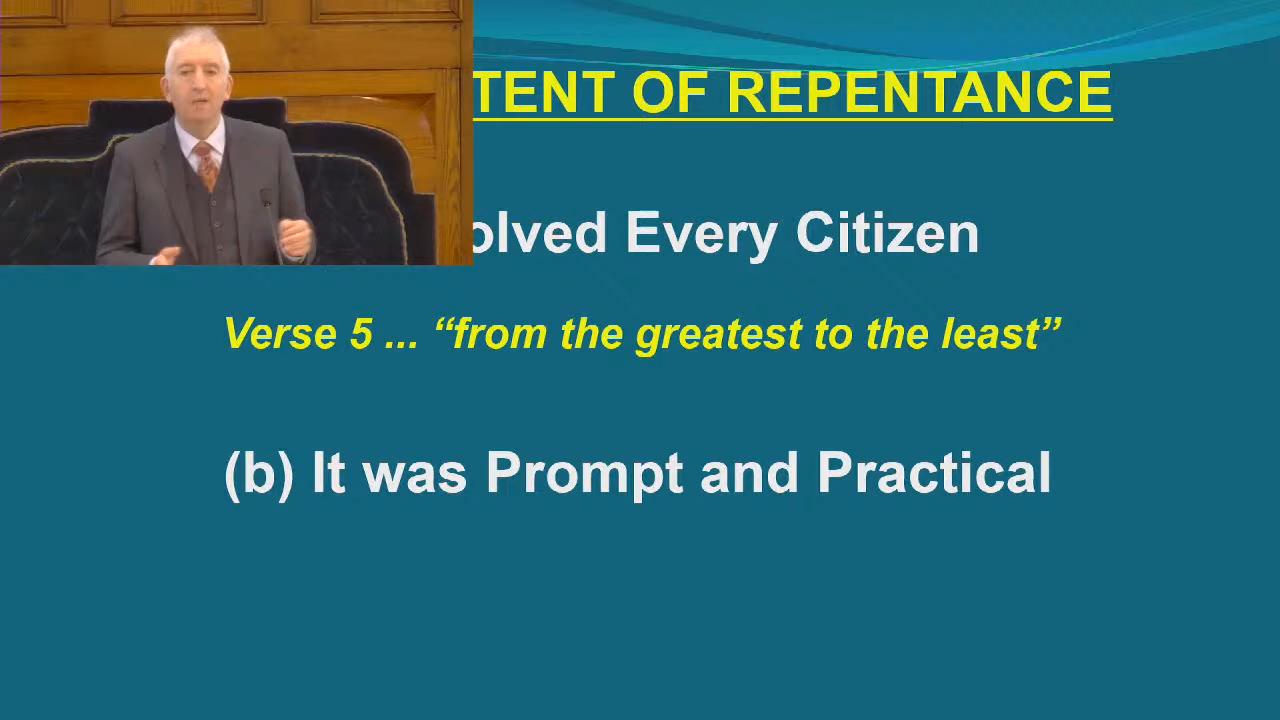 TENT OF REPENTANCE
olved Every Citizen
Verse 5 ... “from the greatest to the least”
(b) It was Prompt and Practical